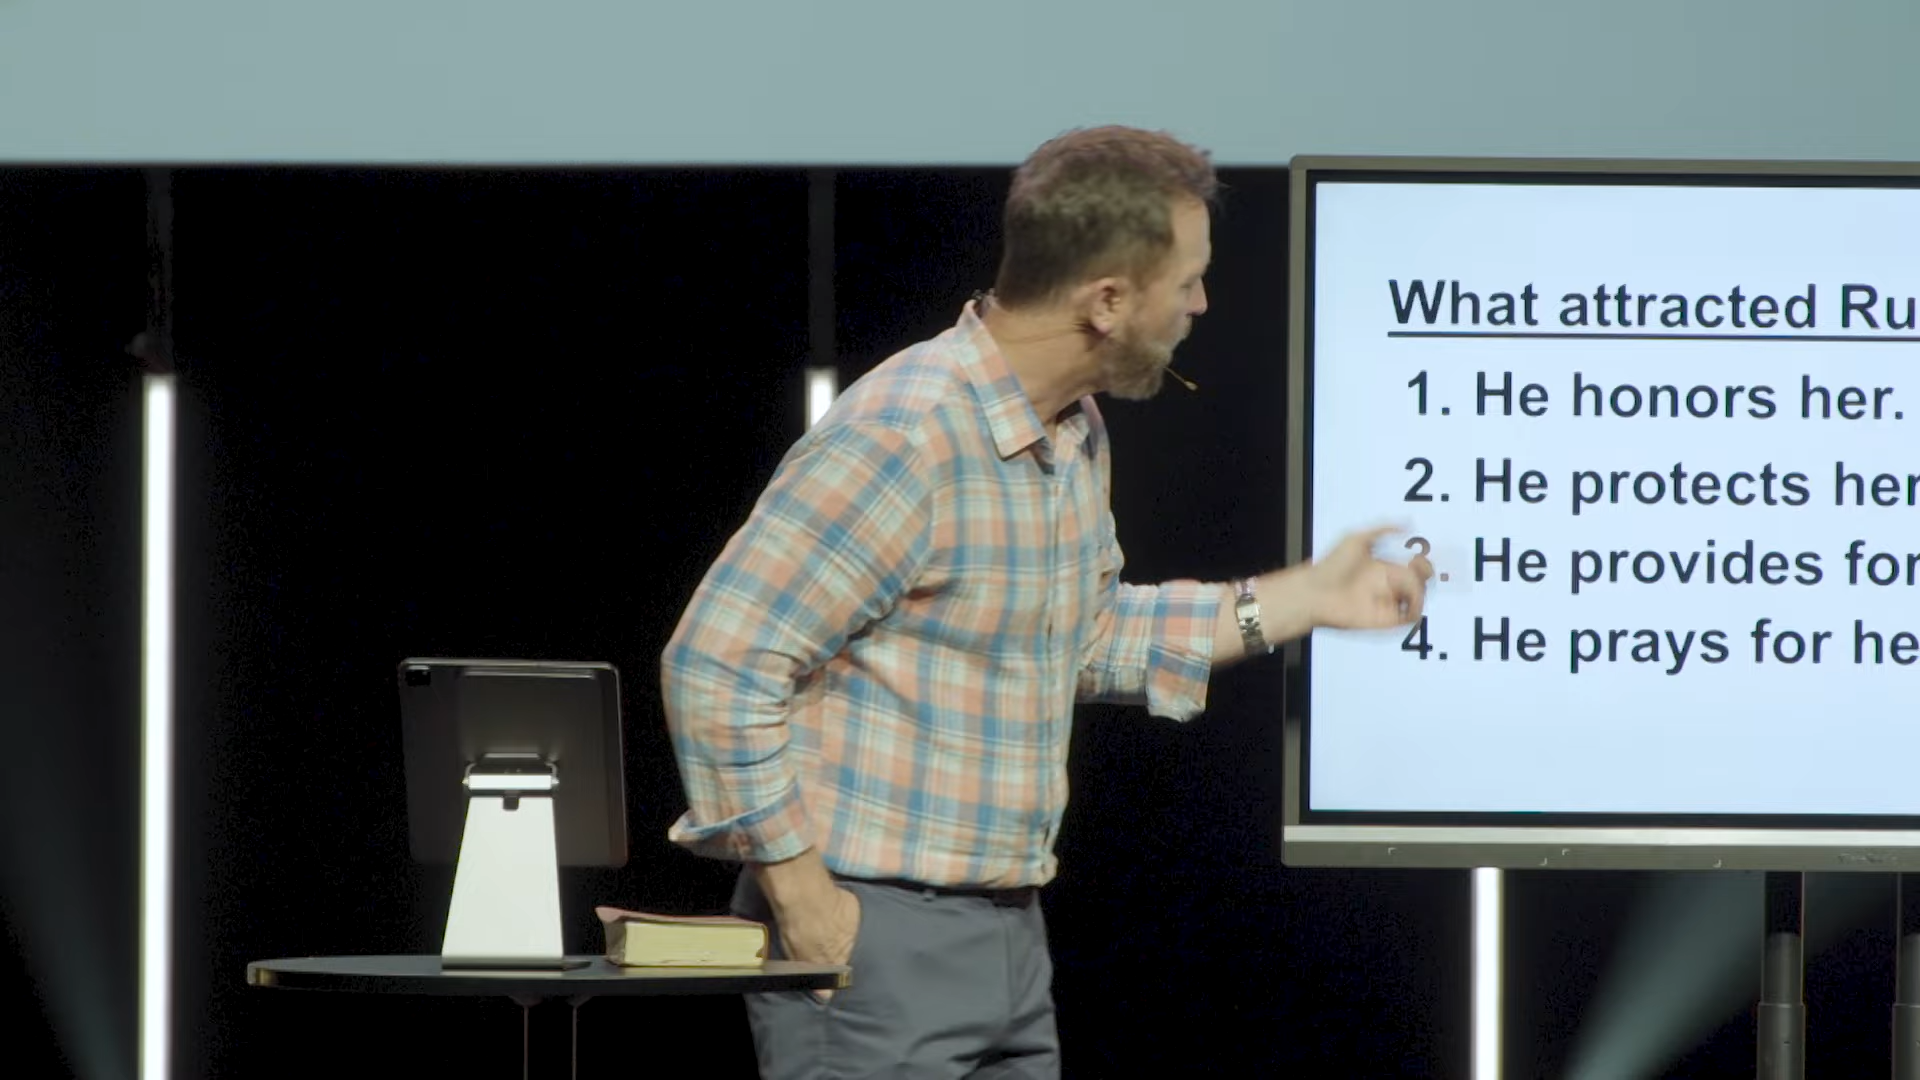 What attracted Ru
1. He honors her.
2. He protects her
3. He provides for
4. He prays for he